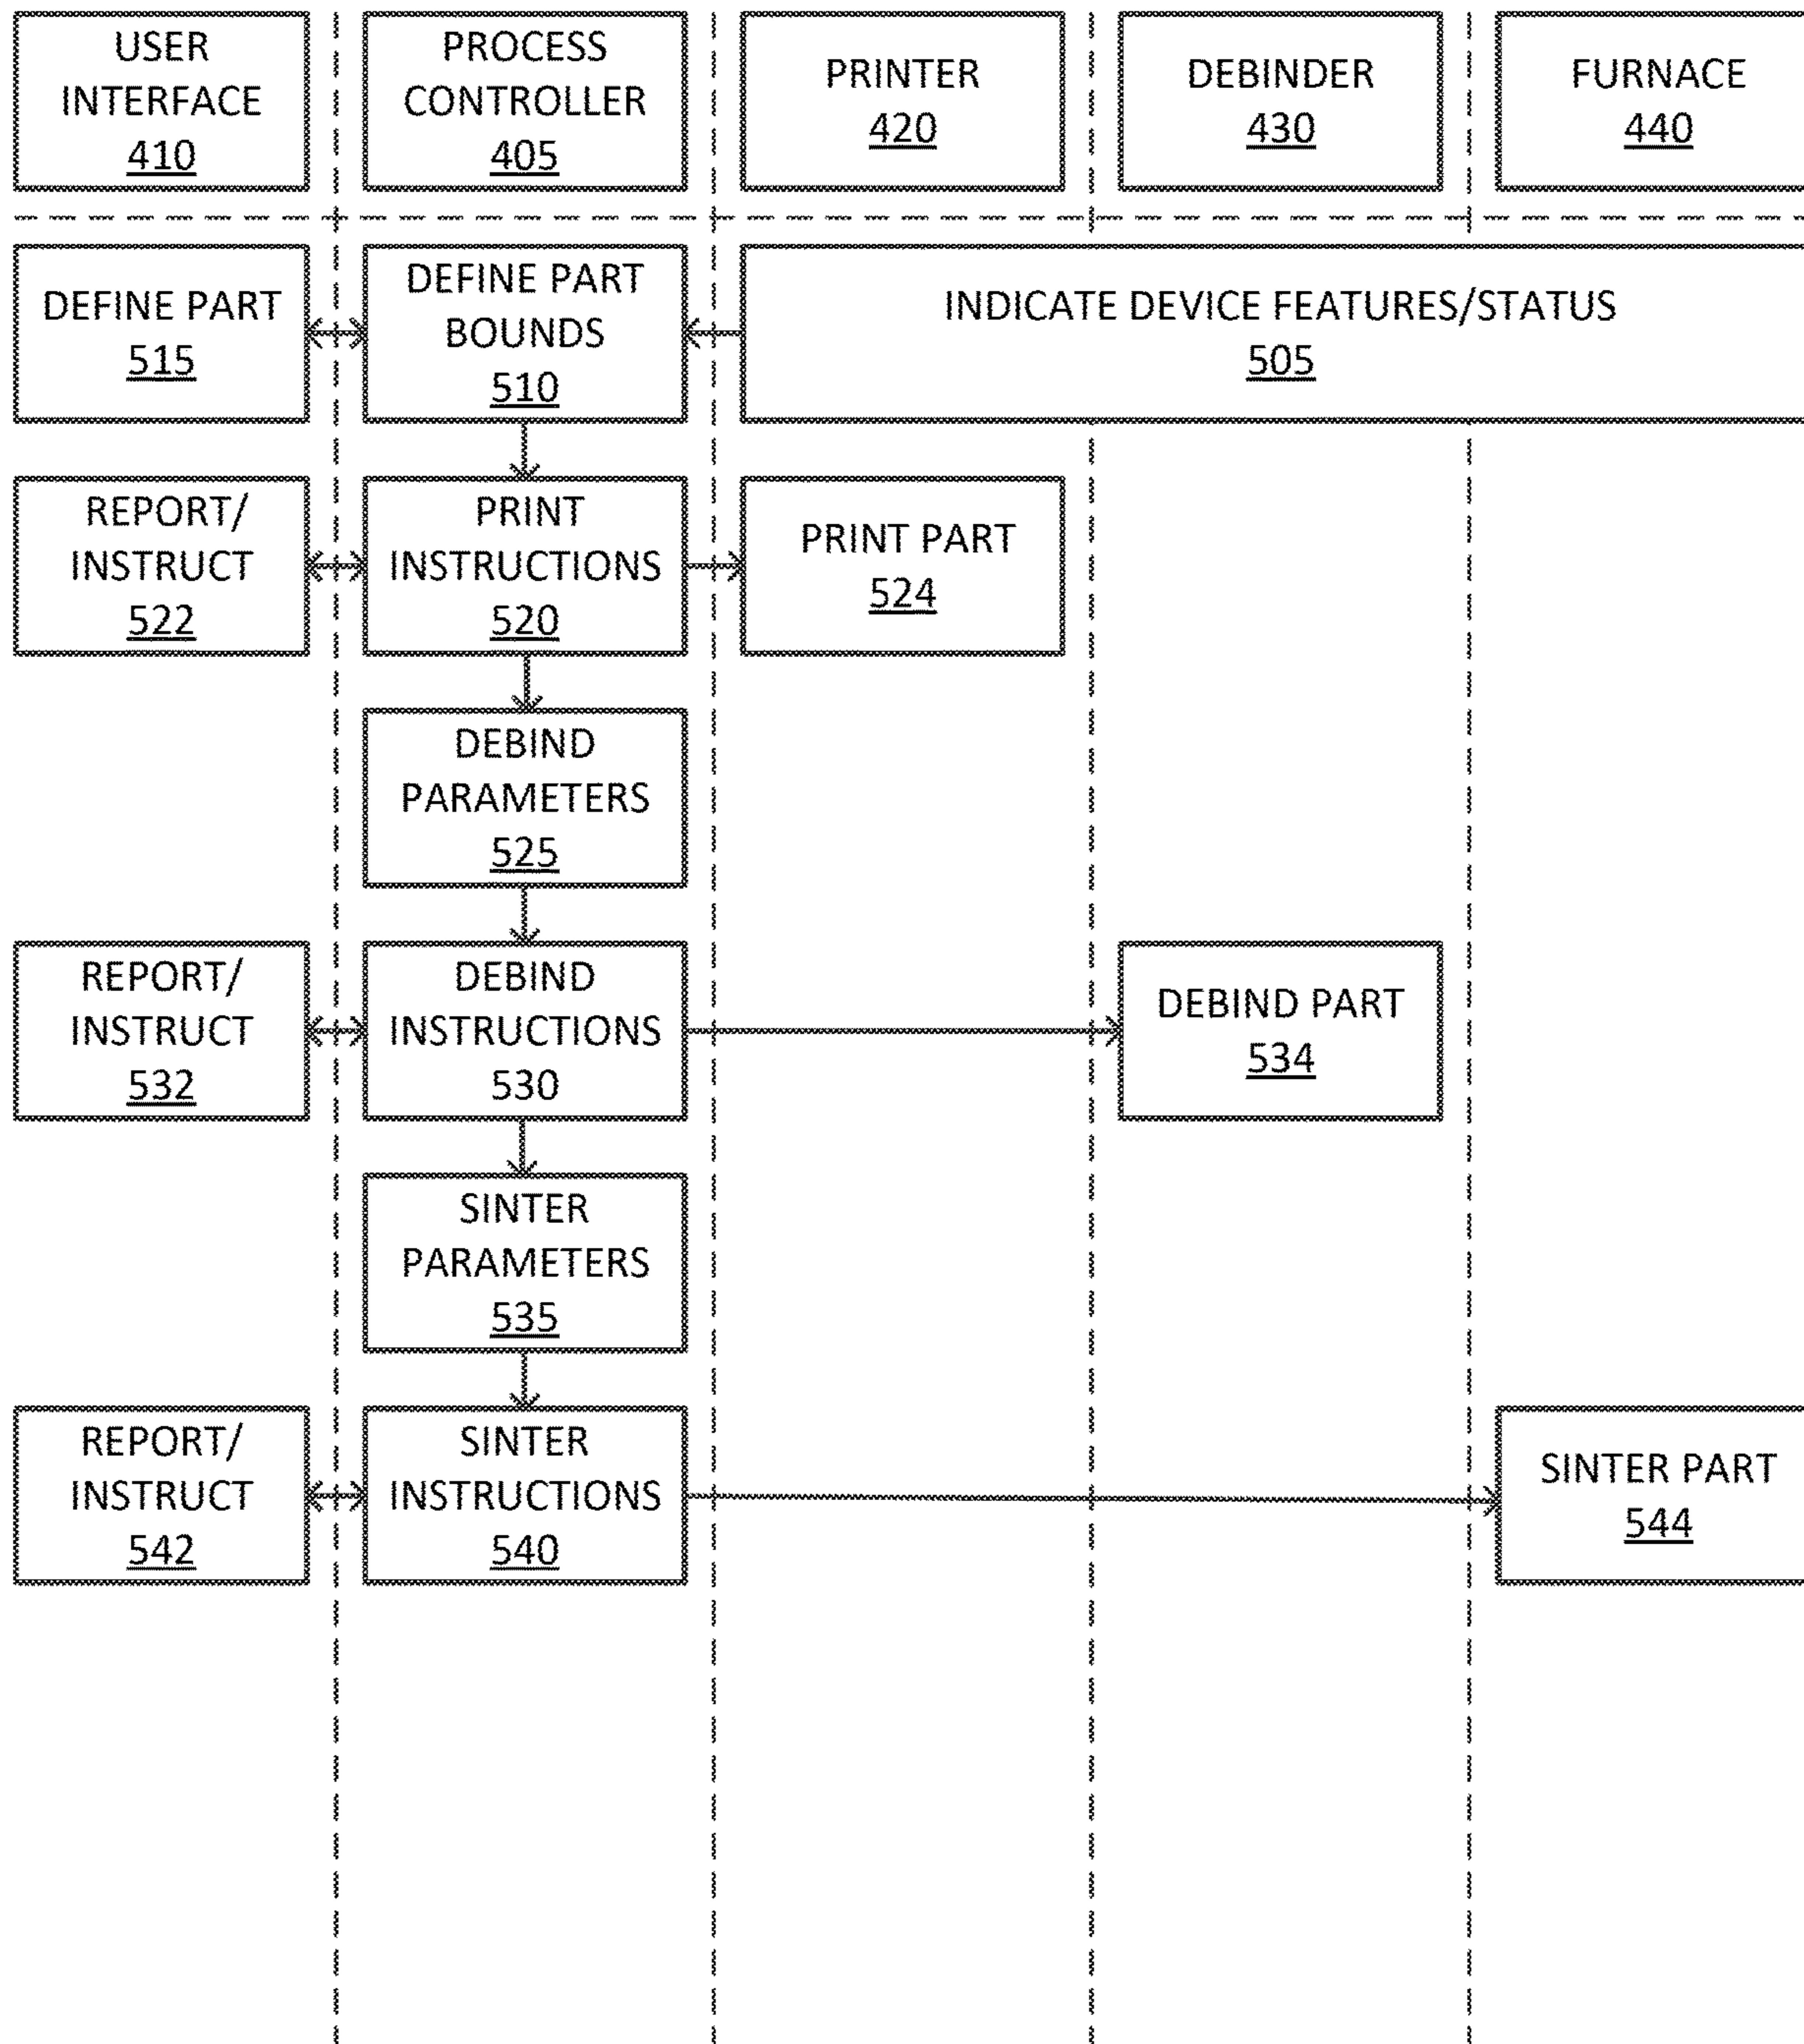 USER
INTERFACE
410
PROCESS
CONTROLLER
405
PRINTER
420
DEBINDER
430
FURNACE
440
DEFINE PART
515
DEFINE PART
BOUNDS
510
INDICATE DEVICE FEATURES/STATUS
505
REPORT/
INSTRUCT
522
PRINT
INSTRUCTIONS
520
PRINT PART
524
DEBIND
PARAMETERS
525
REPORT/
INSTRUCT
532
DEBIND
INSTRUCTIONS
530
DEBIND PART
534
SINTER
PARAMETERS
535
REPORT/
INSTRUCT
542
SINTER
INSTRUCTIONS
540
SINTER PART
544